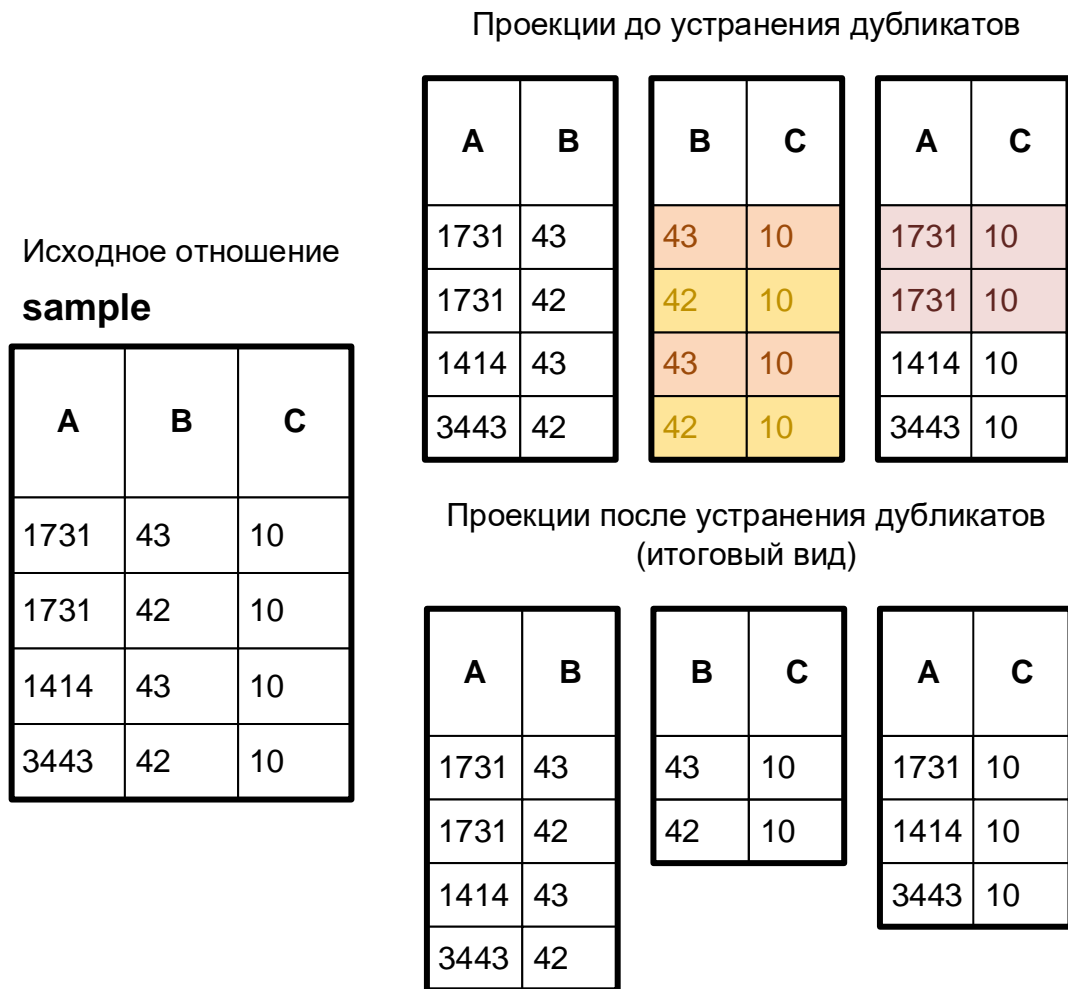 Проекции до устранения дубликатов
A B B C A C
1731 43 43 10 1731 10
1731 42 42 10 1731 10
1414 43 43 10 1414 10
3443 42 42 10 3443 10
Исходное отношение
sample
A B C
1731 43 10
1731 42 10
1414 43 10
3443 42 10
Проекции после устранения дубликатов
(итоговый вид)
A B B C A C
1731 43 43 10 1731 10
1731 42 42 10 1414 10
1414 43 3443 10
3443 42